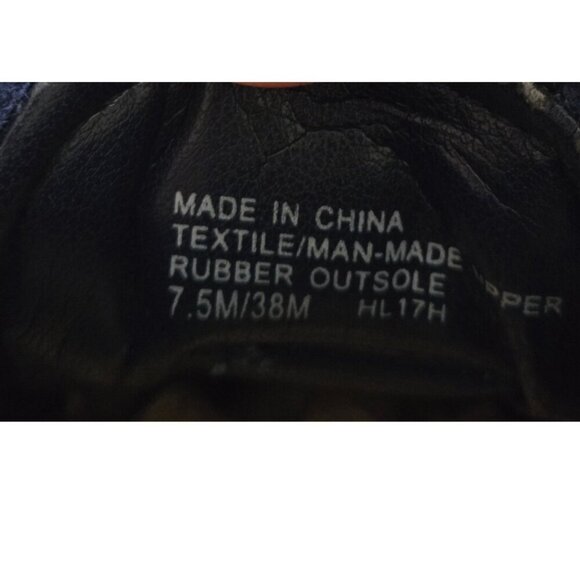 MADE IN CHINA
TEXTILE/MAN-MADE UPPER
RUBBER OUTSOLE
7.5M/38M HL17H